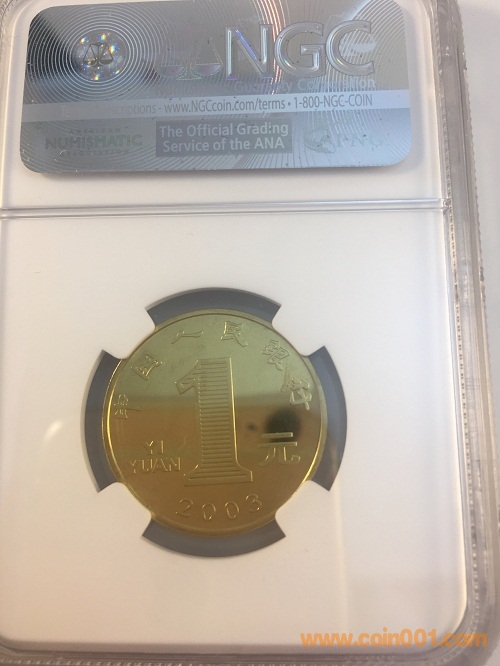 NGC
www.NGCcoin.com/terms • 1-800-NGC-COIN
NUMISMATIC
The Official Grading
Service of the ANA
PNG
中国人民银行
1
YI
YUAN
元
2003
www.coin001.com